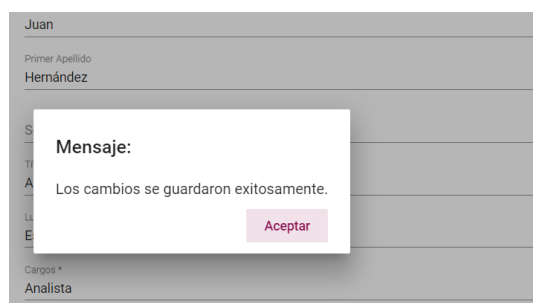 Juan
Primer Apellido
Hernández
Mensaje:
Los cambios se guardaron exitosamente.
Aceptar
Cargos *
Analista